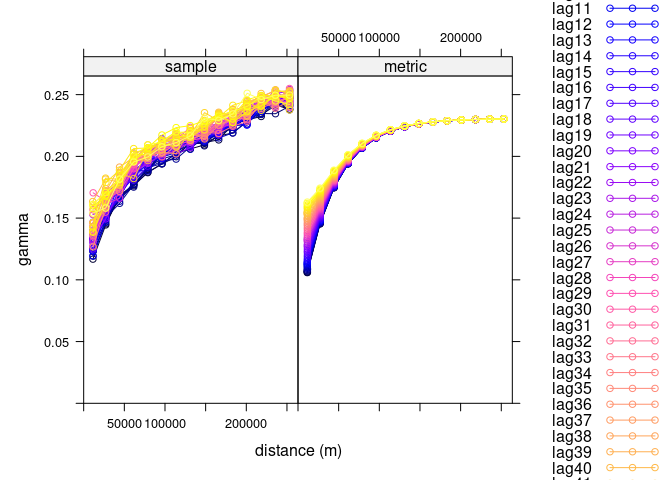 50000 100000 200000
sample metric
0.25
0.20
0.15
0.10
0.05
gamma
50000 100000 200000
distance (m)
lag11
lag12
lag13
lag14
lag15
lag16
lag17
lag18
lag19
lag20
lag21
lag22
lag23
lag24
lag25
lag26
lag27
lag28
lag29
lag30
lag31
lag32
lag33
lag34
lag35
lag36
lag37
lag38
lag39
lag40